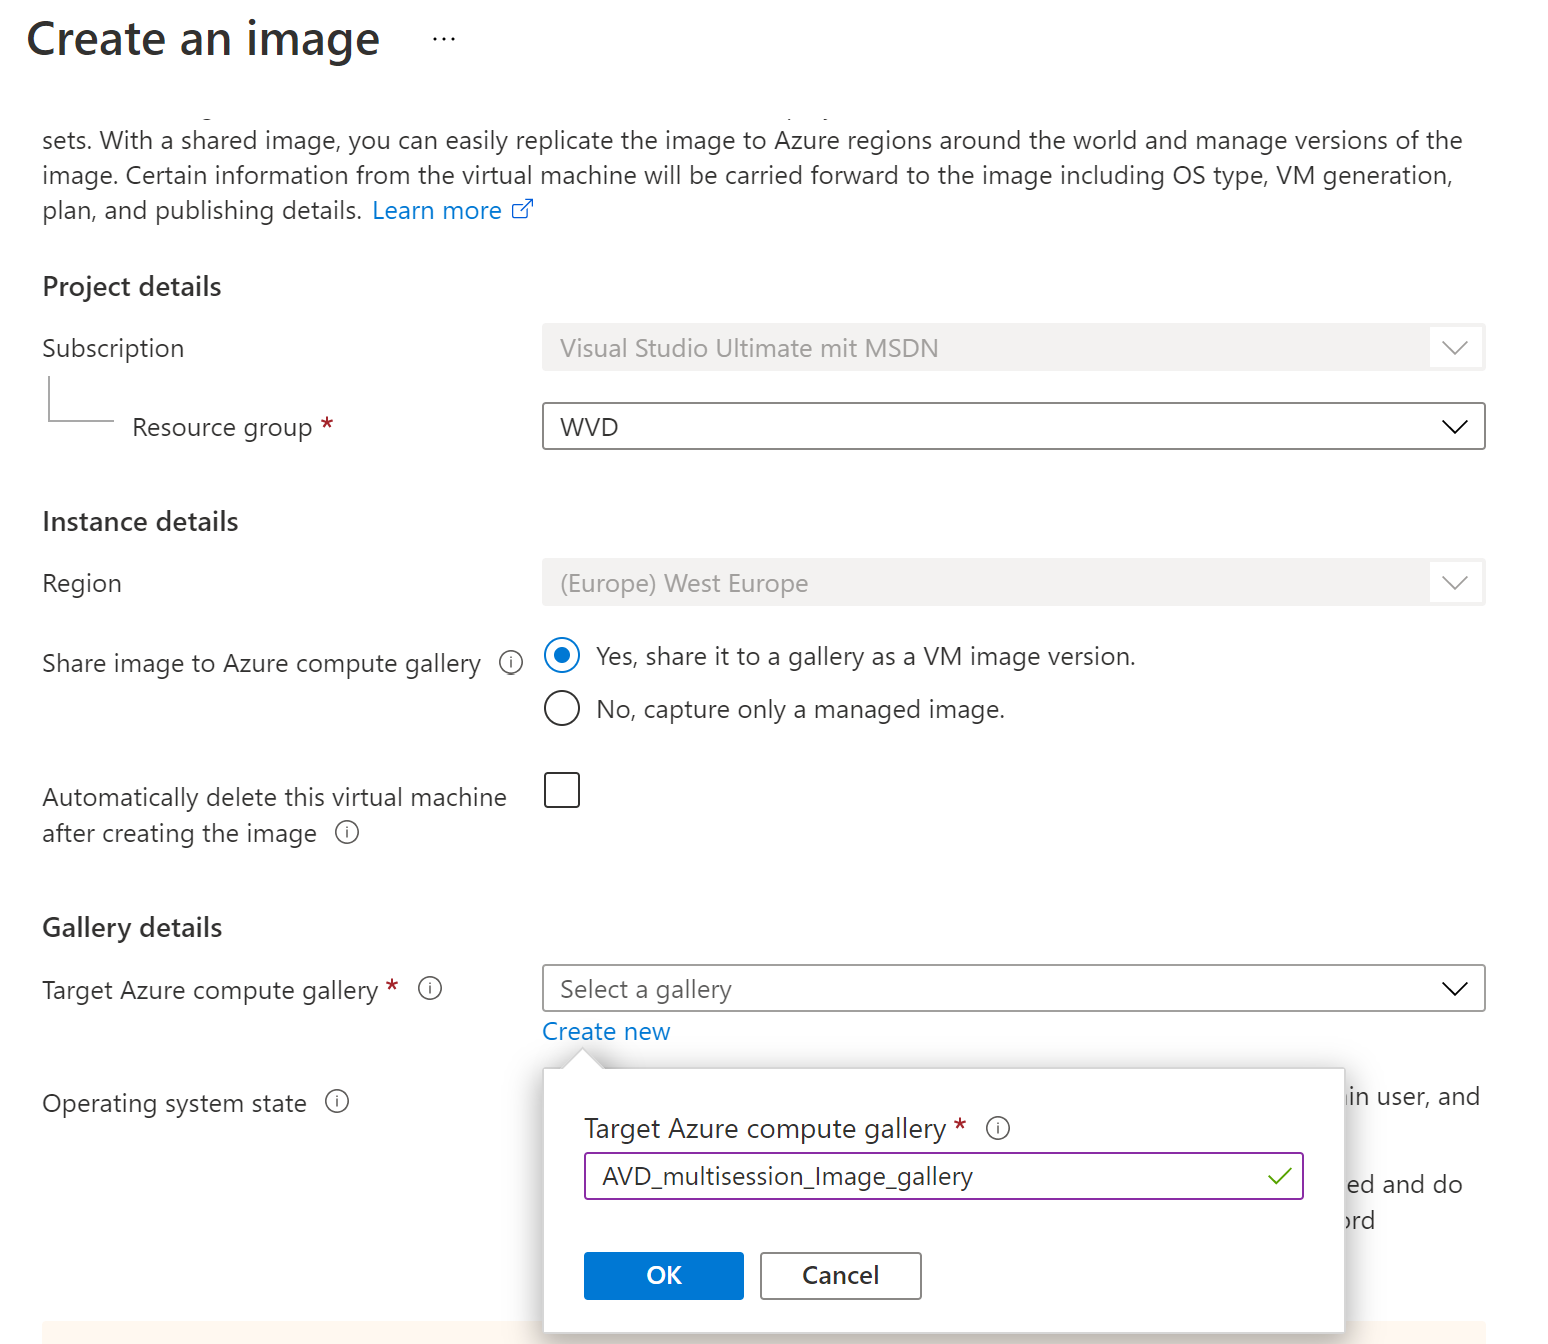 Create an image ...
sets. With a shared image, you can easily replicate the image to Azure regions around the world and manage versions of the
image. Certain information from the virtual machine will be carried forward to the image including OS type, VM generation,
plan, and publishing details. Learn more
Project details
Subscription
Visual Studio Ultimate mit MSDN
Resource group *
WVD
Instance details
Region
(Europe) West Europe
Share image to Azure compute gallery
Yes, share it to a gallery as a VM image version.
No, capture only a managed image.
Automatically delete this virtual machine
after creating the image
Gallery details
Target Azure compute gallery *
Select a gallery
Create new
Operating system state
user, and
Target Azure compute gallery *
AVD_multisession_Image_gallery
and do
OK
Cancel